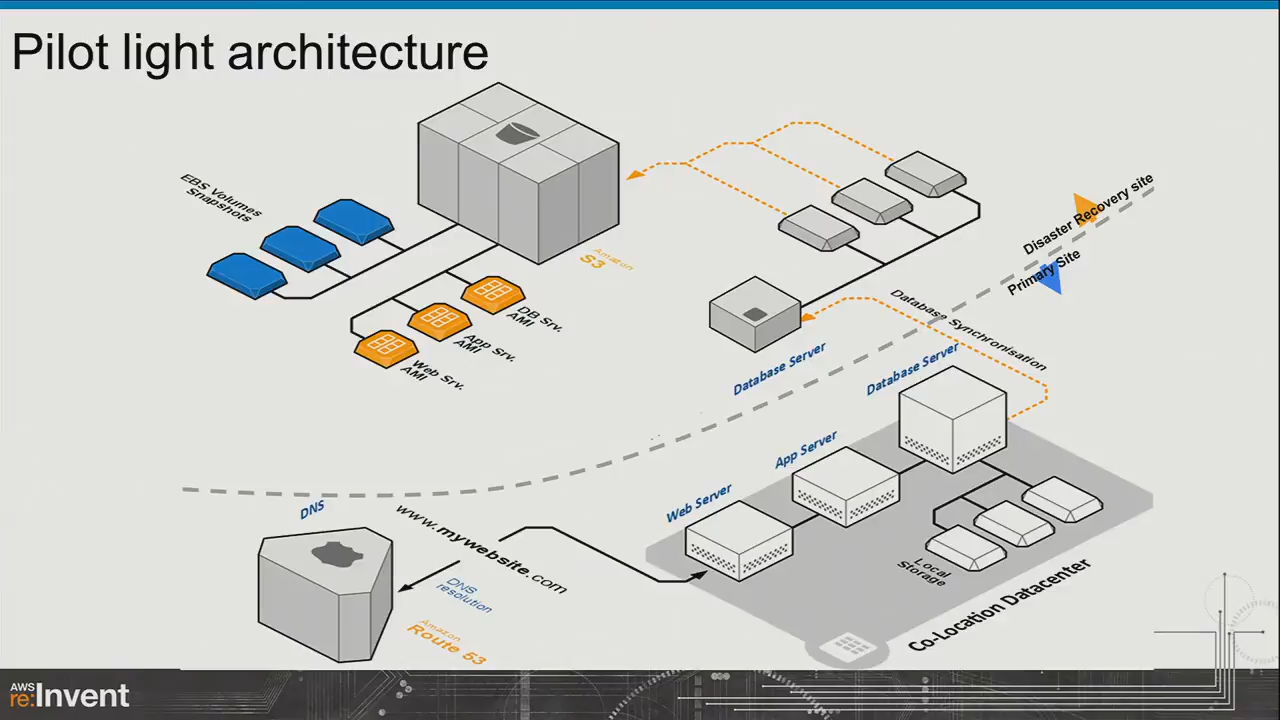 Pilot light architecture
EBS Volumes
Snapshots
Amazon
S3
DB Srv.
AMI
App Srv.
AMI
Web Srv.
AMI
Disaster Recovery site
Primary Site
Database Synchronisation
Database Server
Database Server
App Server
Web Server
Local
storage
Co-Location Datacenter
DNS
www.mywebsite.com
DNS
resolution
Amazon
Route 53
AWS
re:Invent